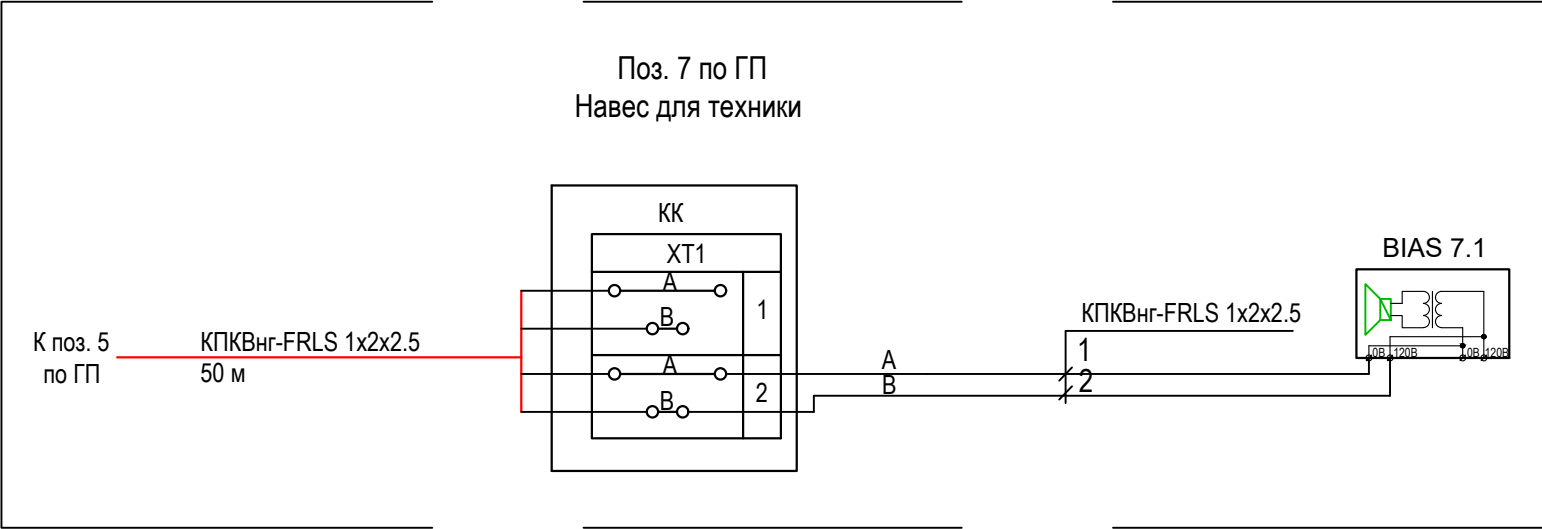 Поз. 7 по ГП
Навес для техники
КК
XT1
A
1
B
A
2
B
К поз. 5
по ГП
КПКВнг-FRLS 1x2x2.5
50 м
A
B
КПКВнг-FRLS 1x2x2.5
1
2
BIAS 7.1
0В 120В 0В 120В